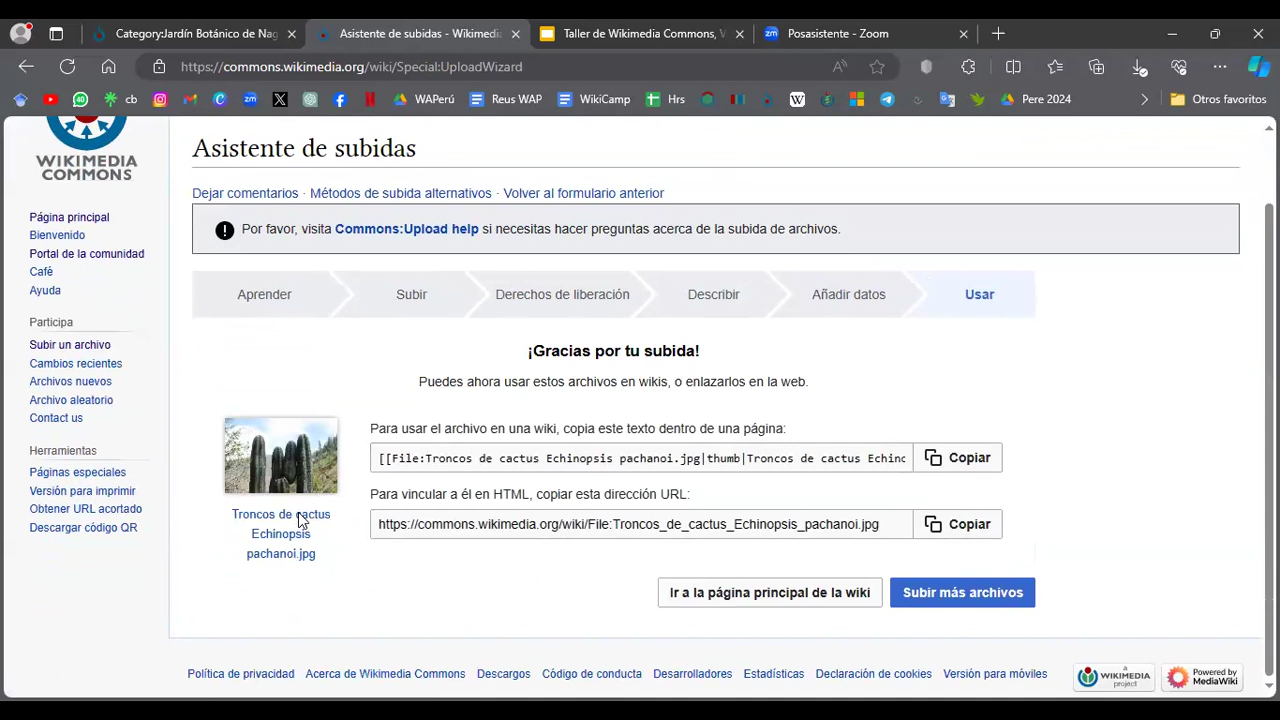 Category:Jardín Botánico de Nag
Asistente de subidas - Wikimedi
Taller de Wikimedia Commons, W
Posasistente - Zoom
https://commons.wikimedia.org/wiki/Special:UploadWizard
cb
WAPerú
Reus WAP
WikiCamp
Hrs
Pere 2024
Otros favoritos
WIKIMEDIA
COMMONS
Página principal
Bienvenido
Portal de la comunidad
Café
Ayuda
Participa
Subir un archivo
Cambios recientes
Archivos nuevos
Archivo aleatorio
Contact us
Herramientas
Páginas especiales
Versión para imprimir
Obtener URL acortado
Descargar código QR
Asistente de subidas
Dejar comentarios · Métodos de subida alternativos · Volver al formulario anterior
Por favor, visita Commons:Upload help si necesitas hacer preguntas acerca de la subida de archivos.
Aprender
Subir
Derechos de liberación
Describir
Añadir datos
Usar
¡Gracias por tu subida!
Puedes ahora usar estos archivos en wikis, o enlazarlos en la web.
Troncos de cactus
Echinopsis
pachanoi.jpg
Para usar el archivo en una wiki, copia este texto dentro de una página:
[[File:Troncos de cactus Echinopsis pachanoi.jpg|thumb|Troncos de cactus Echinc
Copiar
Para vincular a él en HTML, copiar esta dirección URL:
https://commons.wikimedia.org/wiki/File:Troncos_de_cactus_Echinopsis_pachanoi.jpg
Copiar
Ir a la página principal de la wiki
Subir más archivos
Política de privacidad
Acerca de Wikimedia Commons
Descargos
Código de conducta
Desarrolladores
Estadísticas
Declaración de cookies
Versión para móviles
a
WIKIMEDIA
project
Powered by
MediaWiki